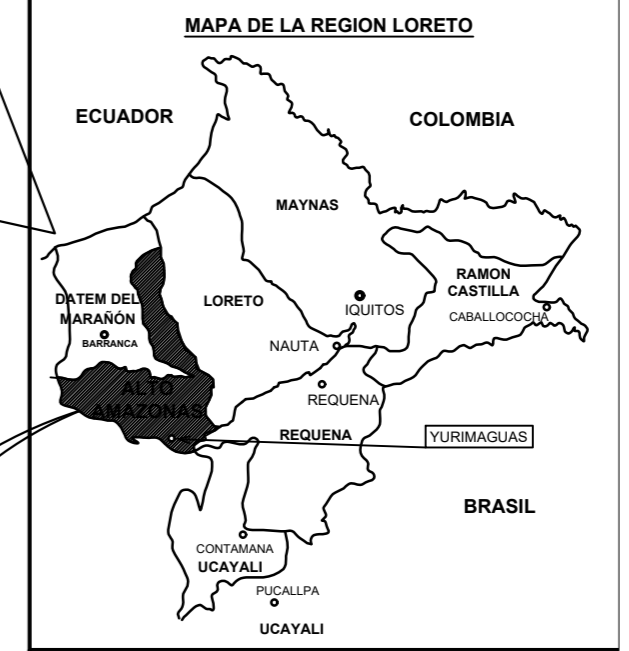 MAPA DE LA REGION LORETO
ECUADOR
COLOMBIA
MAYNAS
DATEM DEL
MARAÑÓN
BARRANCA
LORETO
IQUITOS
RAMON
CASTILLA
CABALLOCOCHA
NAUTA
ALTO
AMAZONAS
REQUENA
REQUENA
YURIMAGUAS
BRASIL
CONTAMANA
UCAYALI
PUCALLPA
UCAYALI